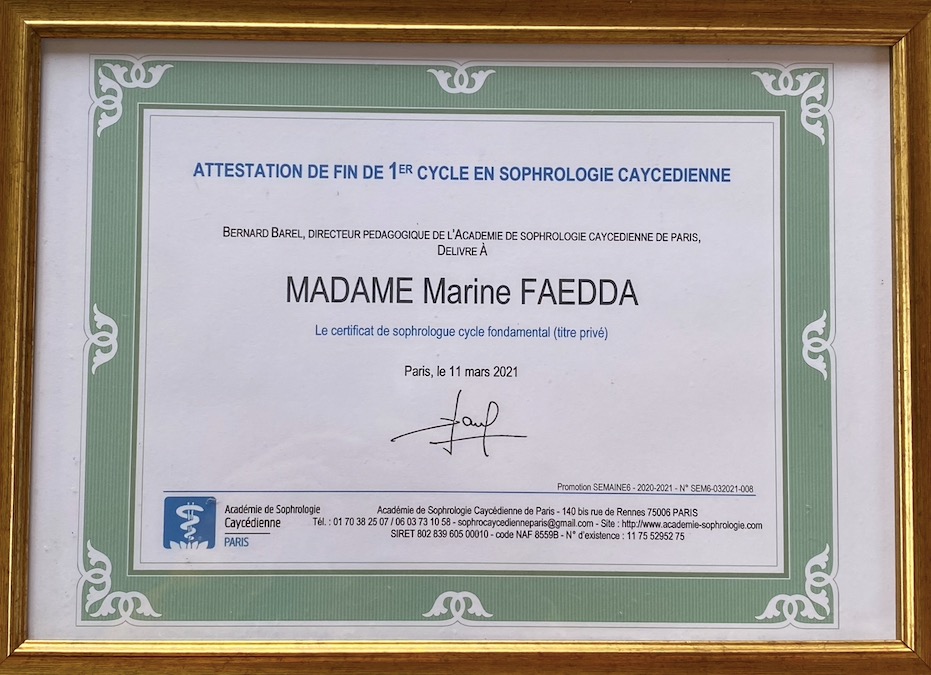 ATTESTATION DE FIN DE 1ER CYCLE EN SOPHROLOGIE CAYCEDIENNE
BERNARD BAREL, DIRECTEUR PEDAGOGIQUE DE L'ACADEMIE DE SOPHROLOGIE CAYCEDIENNE DE PARIS,
DELIVRE À
MADAME Marine FAEDDA
Le certificat de sophrologue cycle fondamental (titre privé)
Paris, le 11 mars 2021
Promotion SEMAINE6 - 2020-2021 - N° SEM6-032021-008
Académie de Sophrologie
Caycédienne
PARIS
Académie de Sophrologie Caycédienne de Paris - 140 bis rue de Rennes 75006 PARIS
Tél. : 01 70 38 25 07 / 06 03 73 10 58 - sophrocaycedienneparis@gmail.com - Site : http://www.academie-sophrologie.com
SIRET 802 839 605 00010 - code NAF 8559B - N° d'existence : 11 75 52952 75